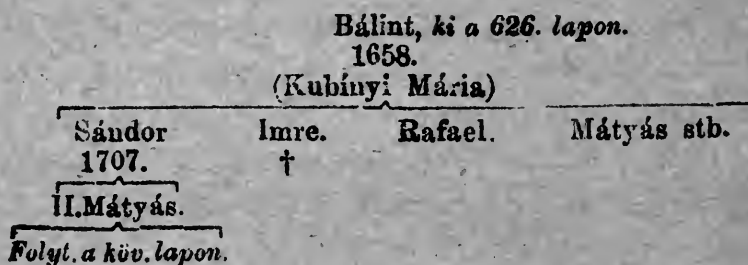 Bálint, ki a 626. lapon.
1658.
(Kubínyi Mária)
Sándor Imre. Rafael. Mátyás stb.
1707. †
II. Mátyás.
Folyt. a köv. lapon.